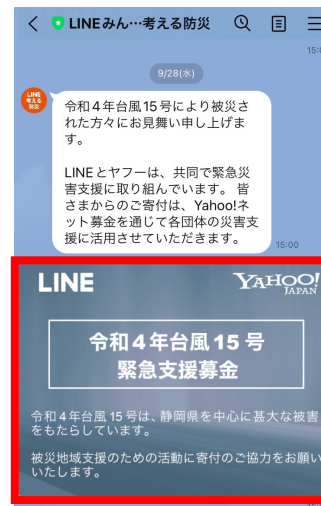 LINEみん…考える防災
15:0
9/28(水)
LINE
考える
防災
令和4年台風15号により被災さ
れた方々にお見舞い申し上げま
す。
LINEとヤフーは、共同で緊急災
害支援に取り組んでいます。 皆
さまからのご寄付は、Yahoo!ネ
ット募金を通じて各団体の災害支
援に活用させていただきます。
15:00
LINE
YAHOO!
JAPAN
令和4年台風15号
緊急支援募金
令和4年台風15号は、静岡県を中心に甚大な被害
をもたらしています。
被災地域支援のための活動に寄付のご協力をお願い
いたします。